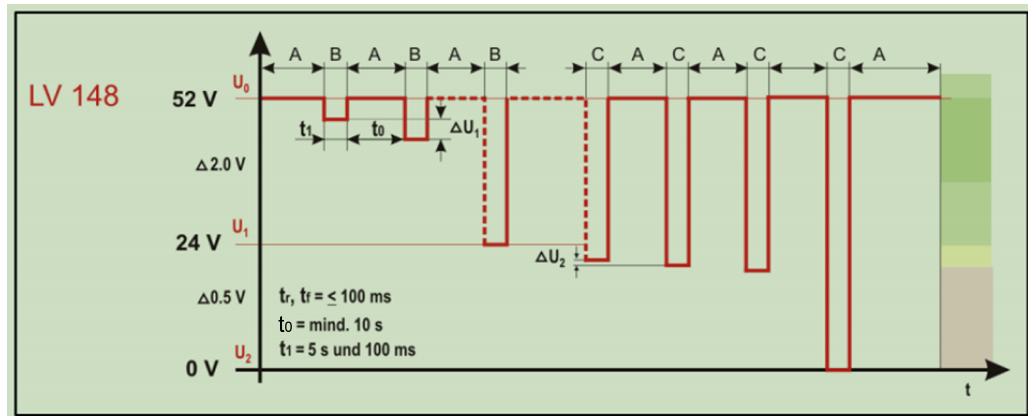 A B A B A B C A C A C C A
LV 148
U₀
52 V
t₁ t₀ ΔU₁
Δ2.0 V
U₁
24 V
ΔU₂
Δ0.5 V
tr, tf = ≤ 100 ms
t₀ = mind. 10 s
t₁ = 5 s und 100 ms
U₂
0 V
t